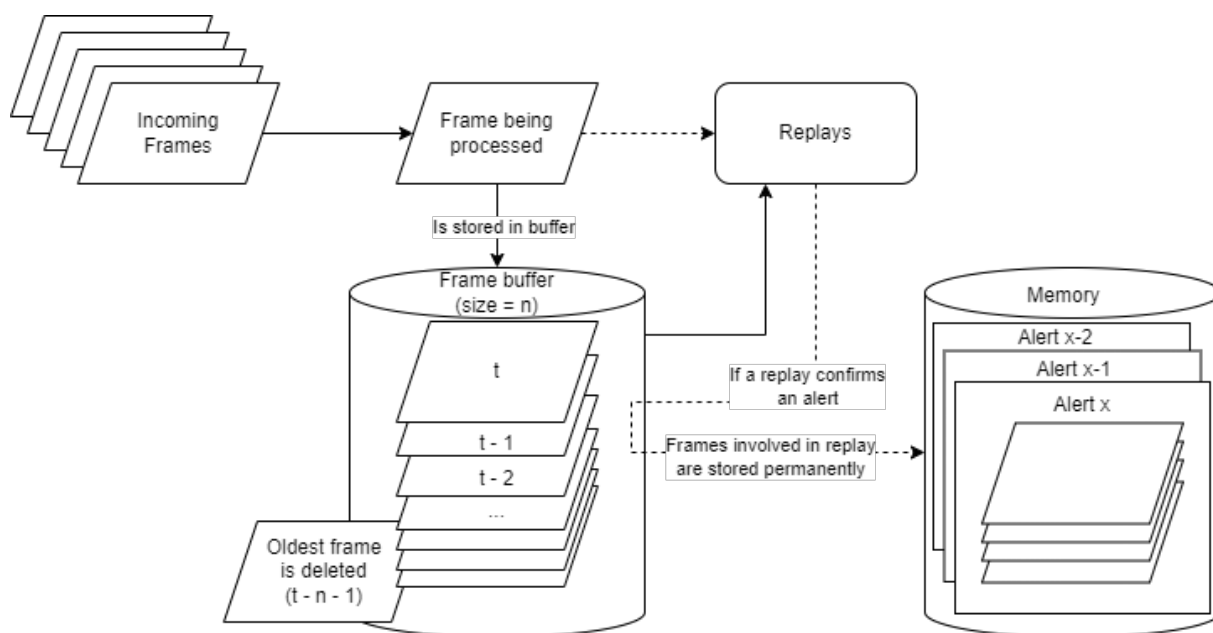 Incoming
Frames
Frame being
processed
Replays
Is stored in buffer
Frame buffer
(size = n)
t
t - 1
t - 2
...
Oldest frame
is deleted
(t - n - 1)
If a replay confirms
an alert
Frames involved in replay
are stored permanently
Memory
Alert x-2
Alert x-1
Alert x